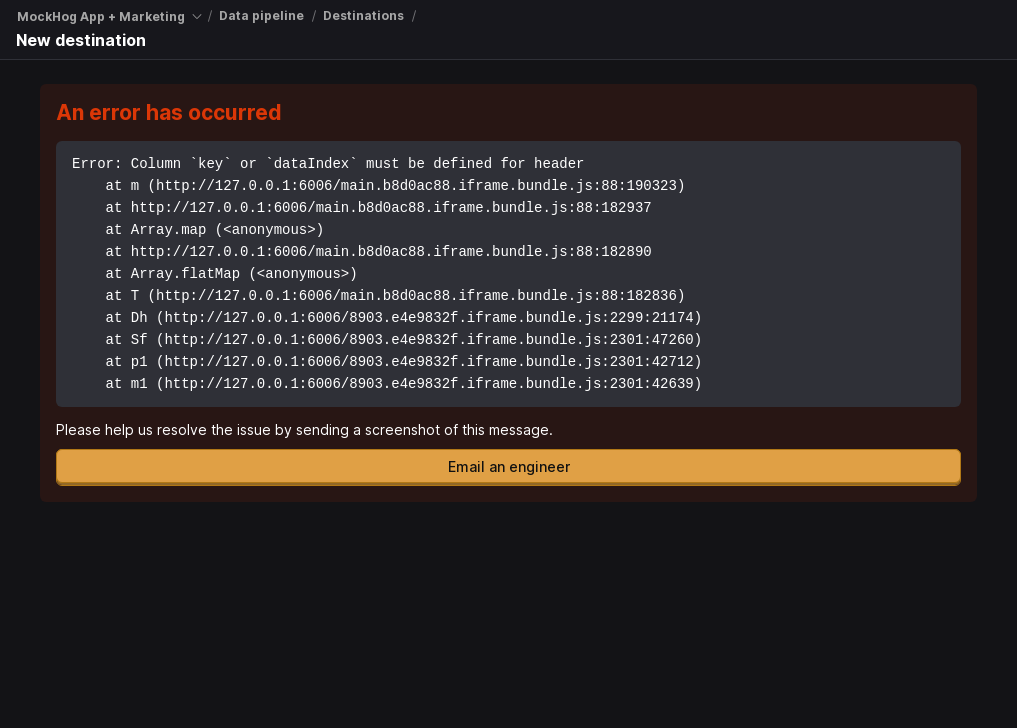 MockHog App + Marketing / Data pipeline / Destinations /
New destination
An error has occurred
Error: Column `key` or `dataIndex` must be defined for header
    at m (http://127.0.0.1:6006/main.b8d0ac88.iframe.bundle.js:88:190323)
    at http://127.0.0.1:6006/main.b8d0ac88.iframe.bundle.js:88:182937
    at Array.map (<anonymous>)
    at http://127.0.0.1:6006/main.b8d0ac88.iframe.bundle.js:88:182890
    at Array.flatMap (<anonymous>)
    at T (http://127.0.0.1:6006/main.b8d0ac88.iframe.bundle.js:88:182836)
    at Dh (http://127.0.0.1:6006/8903.e4e9832f.iframe.bundle.js:2299:21174)
    at Sf (http://127.0.0.1:6006/8903.e4e9832f.iframe.bundle.js:2301:47260)
    at p1 (http://127.0.0.1:6006/8903.e4e9832f.iframe.bundle.js:2301:42712)
    at m1 (http://127.0.0.1:6006/8903.e4e9832f.iframe.bundle.js:2301:42639)
Please help us resolve the issue by sending a screenshot of this message.
Email an engineer